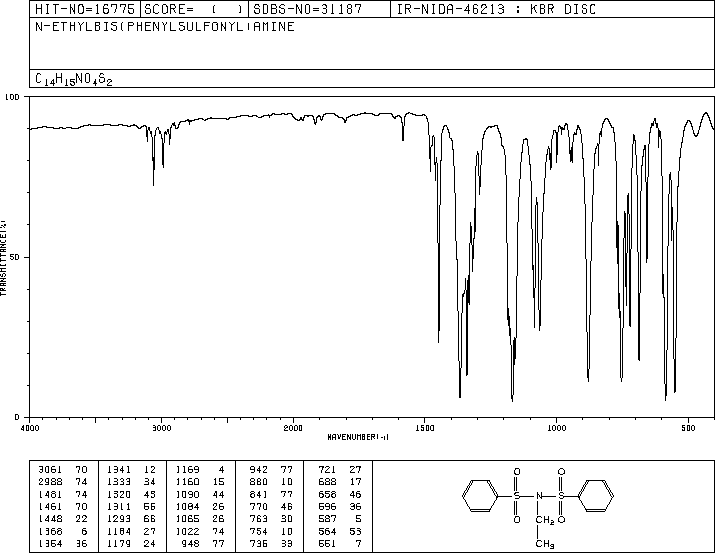 HIT-NO=16775 SCORE= ( ) SDBS-NO=31187 IR-NIDA-46213 : KBR DISC
N-ETHYLBIS(PHENYLSULFONYL)AMINE
C14H15NO4S2
100
50
0
TRANSMITTANCE(%)
4000 3000 2000 1500 1000 500
WAVENUMBER(-1)
3061 70 1341 12 1169 4 942 77 721 27
2988 74 1333 34 1160 15 880 10 688 17
1481 74 1320 45 1090 44 841 77 658 46
1461 70 1311 55 1084 26 770 46 596 36
1448 22 1293 66 1065 26 763 30 587 5
1366 6 1184 27 1022 74 754 10 564 53
1354 36 1179 24 948 77 736 33 551 7
O O
S N S
O CH2 O
CH3